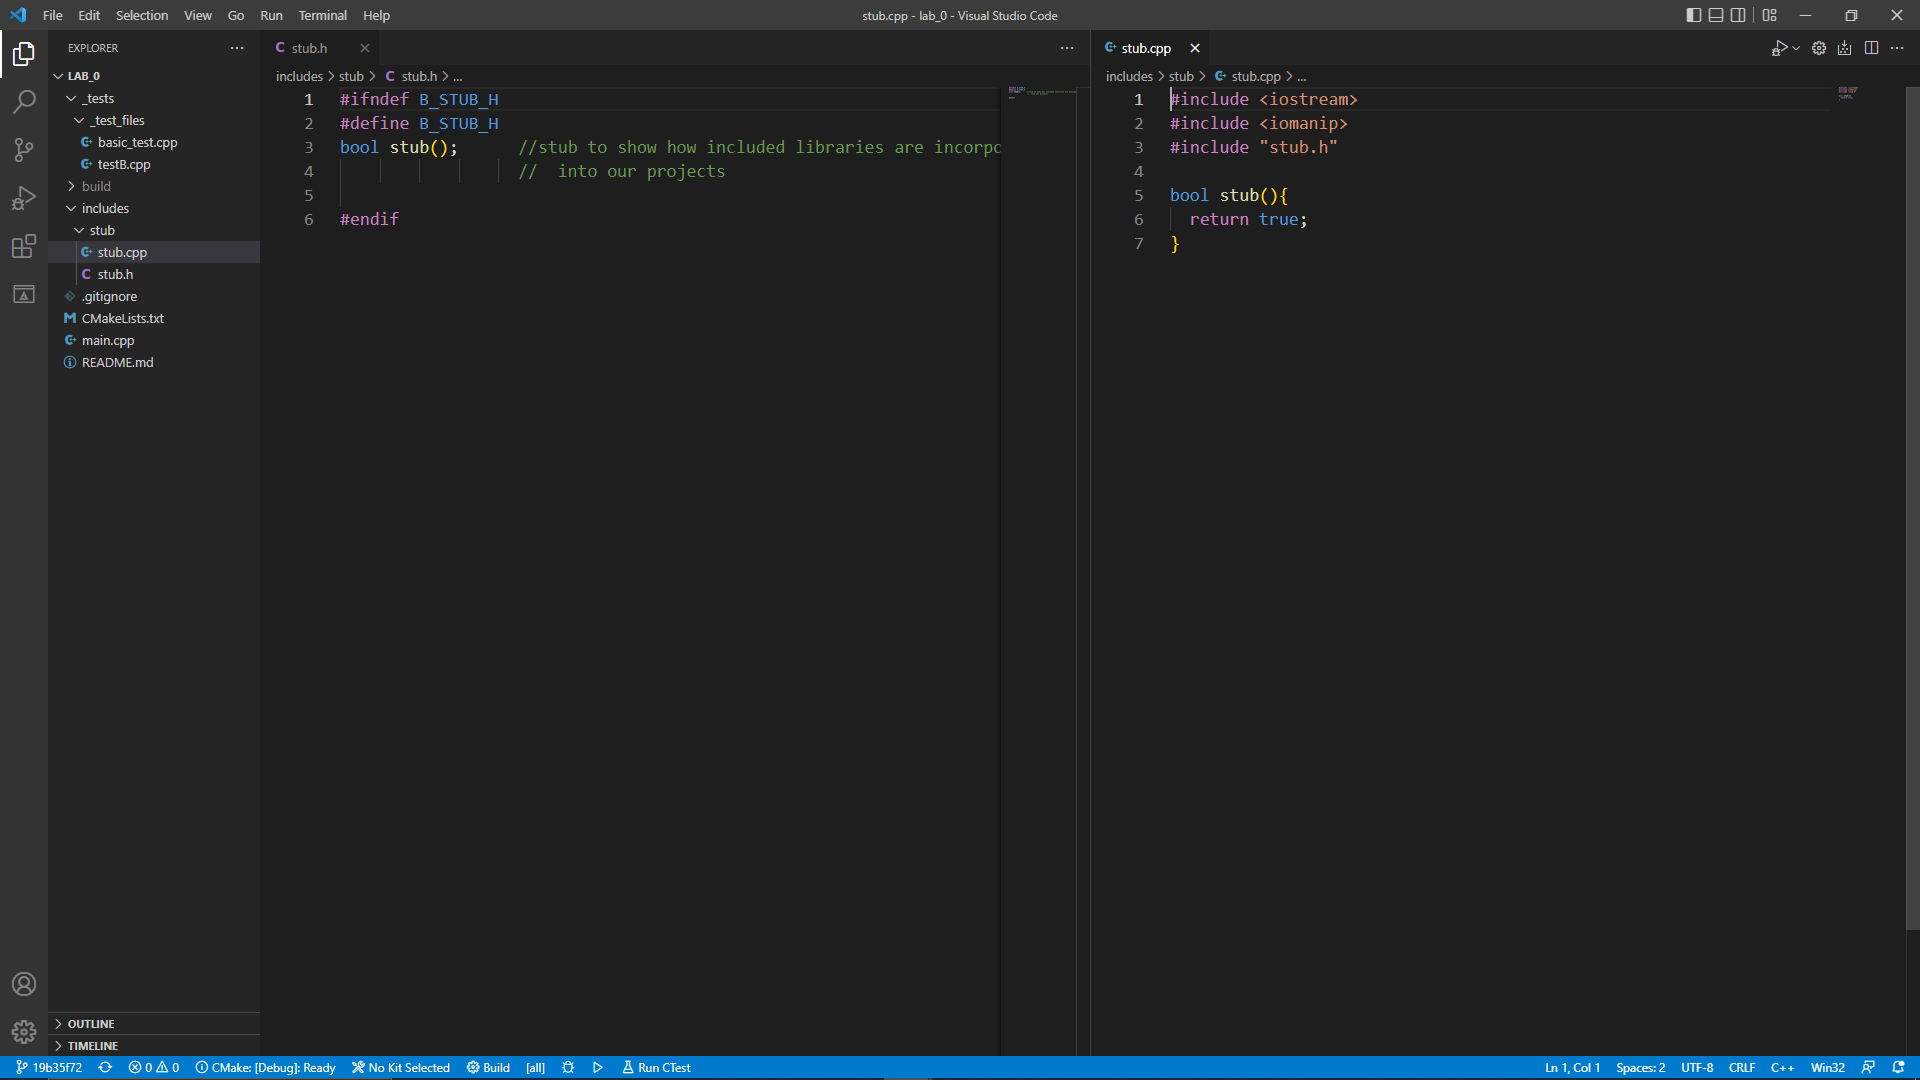 File Edit Selection View Go Run Terminal Help
stub.cpp - lab_0 - Visual Studio Code
EXPLORER
LAB_0
_tests
_test_files
basic_test.cpp
testB.cpp
build
includes
stub
stub.cpp
stub.h
.gitignore
CMakeLists.txt
main.cpp
README.md
OUTLINE
TIMELINE
stub.h
includes > stub > C stub.h > ...
1 #ifndef B_STUB_H
2 #define B_STUB_H
3 bool stub(); //stub to show how included libraries are incorpo
4 // into our projects
5
6 #endif
stub.cpp
includes > stub > stub.cpp > ...
1 #include <iostream>
2 #include <iomanip>
3 #include "stub.h"
4
5 bool stub(){
6 return true;
7 }
19b35f72 0 0 CMake: [Debug]: Ready No Kit Selected Build [all] Run CTest
Ln 1, Col 1 Spaces: 2 UTF-8 CRLF C++ Win32